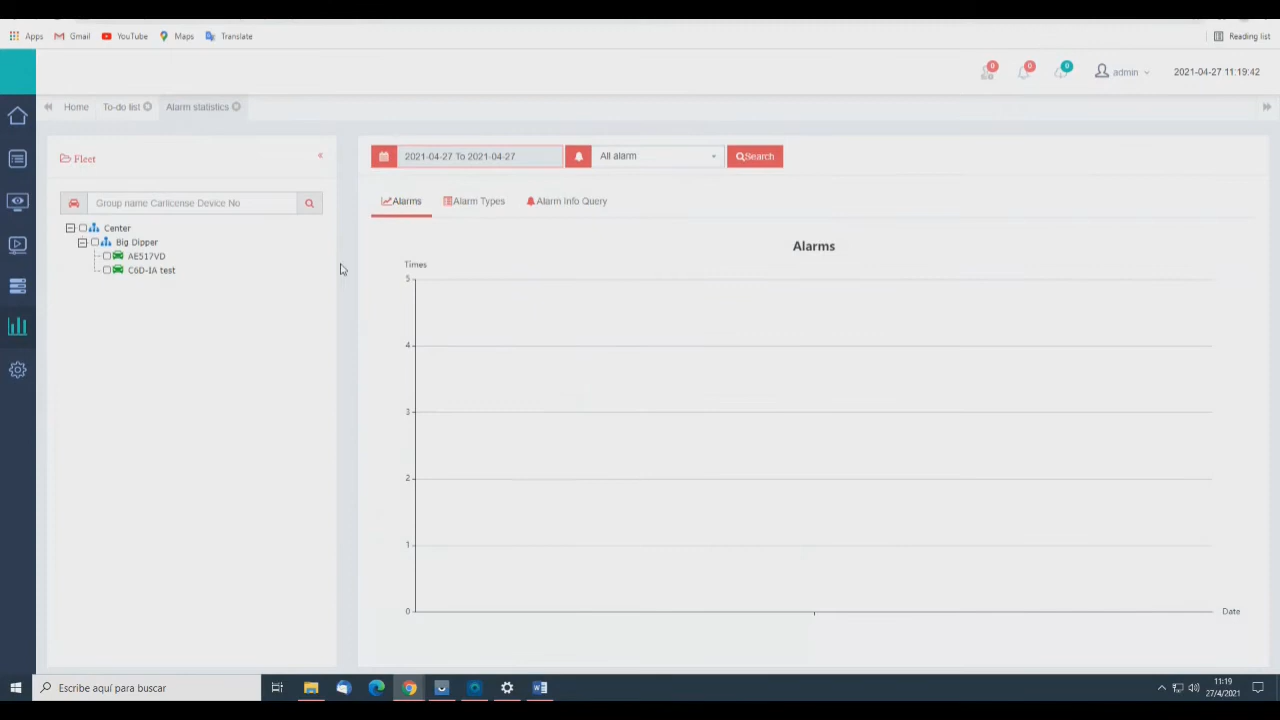 Apps Gmail YouTube Maps Translate Reading list
0 0 0 admin 2021-04-27 11:19:42
Home To-do list Alarm statistics
Fleet
2021-04-27 To 2021-04-27 All alarm Search
Group name Carlicense Device No
Alarms Alarm Types Alarm Info Query
Center
Big Dipper
AE517VD
C6D-IA test
Alarms
Times
5
4
3
2
1
0
Date
Escribe aquí para buscar
11:19
27/4/2021